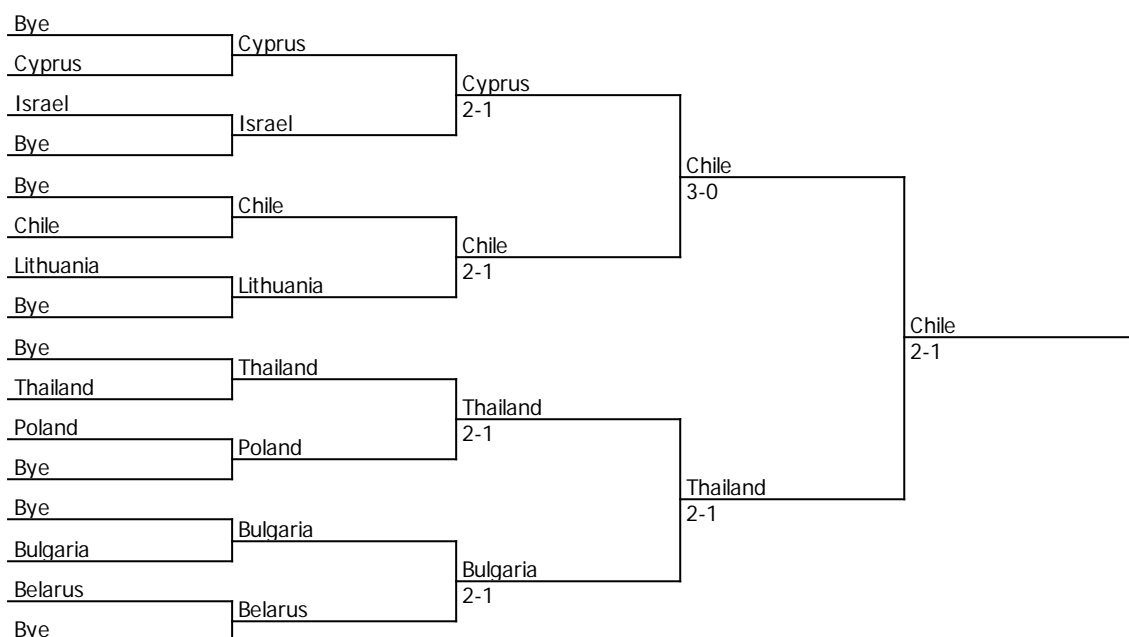 Bye
Cyprus
Cyprus
Cyprus
2-1
Israel
Israel
Bye
Chile
3-0
Bye
Chile
Chile
Chile
2-1
Lithuania
Lithuania
Bye
Chile
2-1
Bye
Thailand
Thailand
Thailand
2-1
Poland
Poland
Bye
Thailand
2-1
Bye
Bulgaria
Bulgaria
Bulgaria
2-1
Belarus
Belarus
Bye